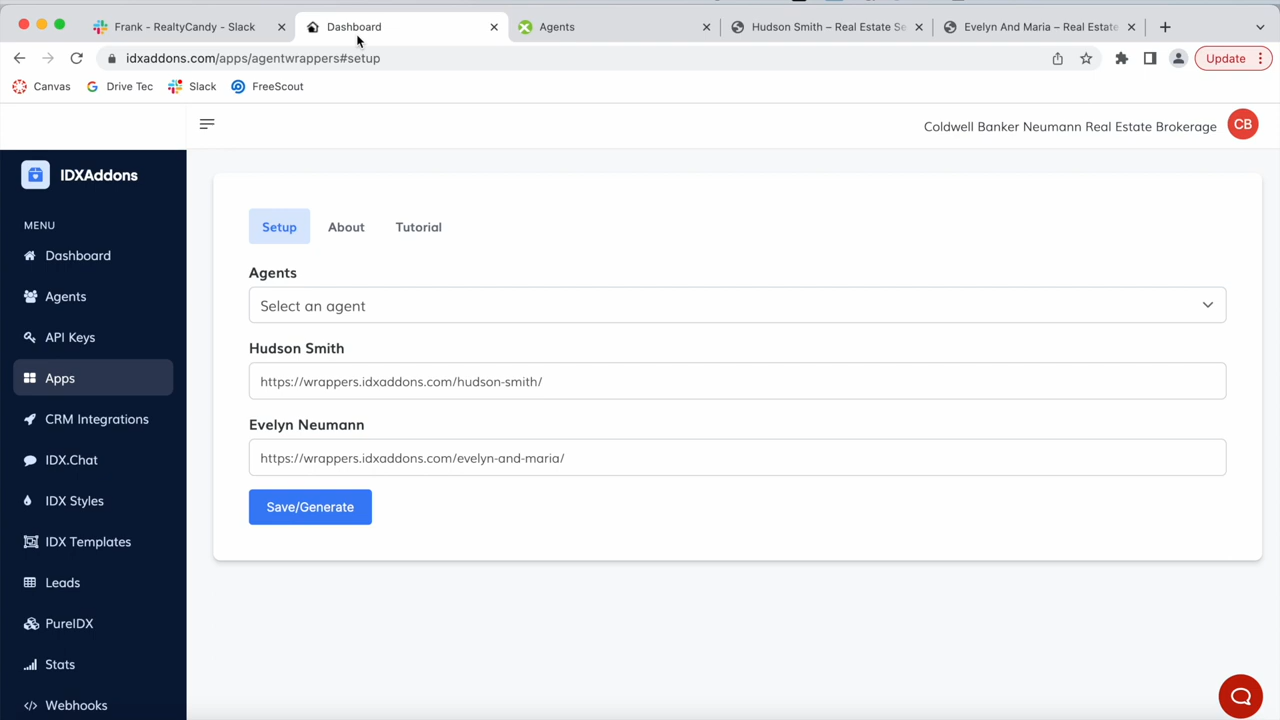 Frank - RealtyCandy - Slack
Dashboard
Agents
Hudson Smith – Real Estate Se
Evelyn And Maria – Real Estate
idxaddons.com/apps/agentwrappers#setup
Update
Canvas
Drive Tec
Slack
FreeScout
Coldwell Banker Neumann Real Estate Brokerage
CB
IDXAddons
MENU
Dashboard
Agents
API Keys
Apps
CRM Integrations
IDX.Chat
IDX Styles
IDX Templates
Leads
PureIDX
Stats
Webhooks
Setup
About
Tutorial
Agents
Select an agent
Hudson Smith
https://wrappers.idxaddons.com/hudson-smith/
Evelyn Neumann
https://wrappers.idxaddons.com/evelyn-and-maria/
Save/Generate